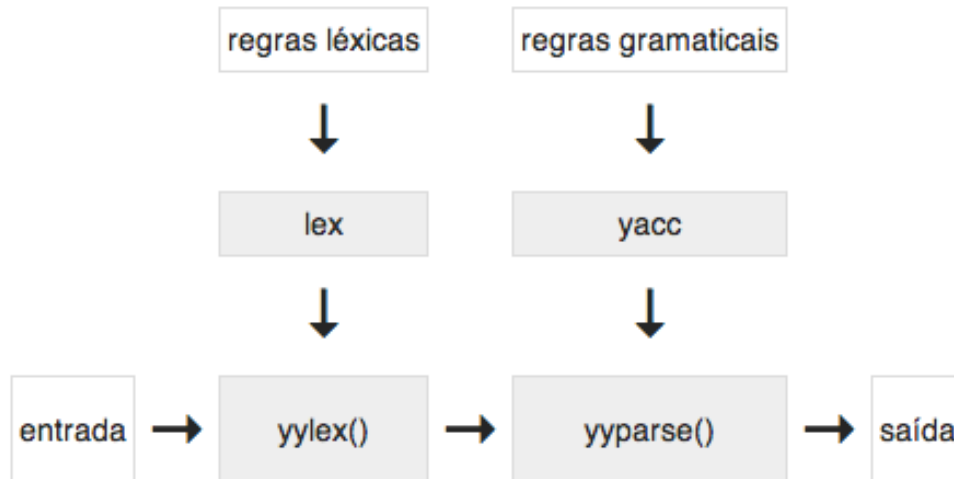 regras léxicas
regras gramaticais
lex
yacc
entrada
yylex()
yyparse()
saída